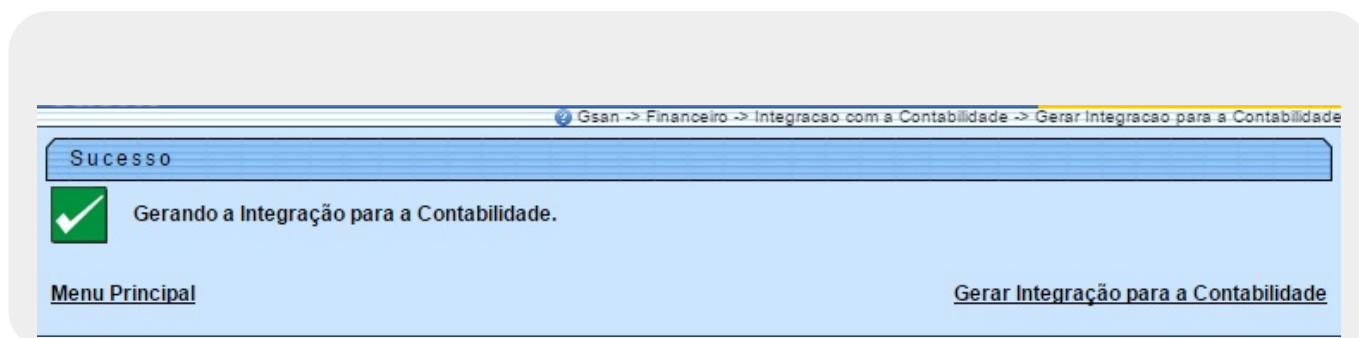 Gsan -> Financeiro -> Integracao com a Contabilidade -> Gerar Integracao para a Contabilidade
Sucesso
Gerando a Integração para a Contabilidade.
Menu Principal
Gerar Integração para a Contabilidade